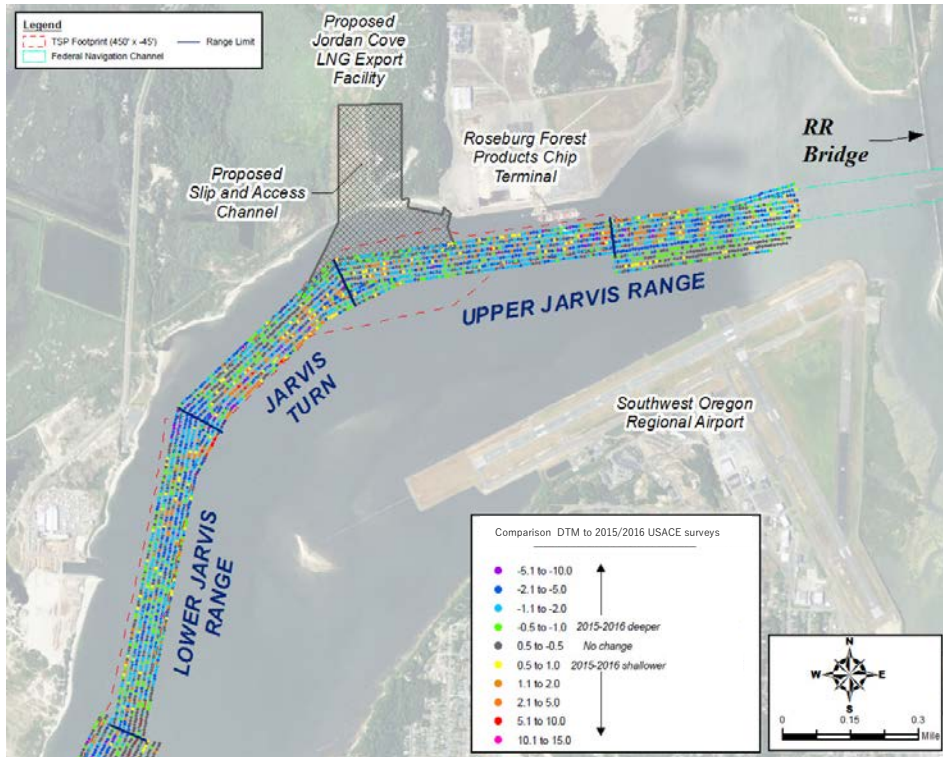 Legend
TSP Footprint (450' x -45')
Range Limit
Federal Navigation Channel
Proposed
Jordan Cove
LNG Export
Facility
Roseburg Forest
Products Chip
Terminal
RR
Bridge
Proposed
Slip and Access
Channel
UPPER JARVIS RANGE
JARVIS
TURN
Southwest Oregon
Regional Airport
LOWER JARVIS
RANGE
Comparison DTM to 2015/2016 USACE surveys
-5.1 to -10.0
-2.1 to -5.0
-1.1 to -2.0
-0.5 to -1.0 2015-2016 deeper
0.5 to -0.5 No change
0.5 to 1.0 2015-2016 shallower
1.1 to 2.0
2.1 to 5.0
5.1 to 10.0
10.1 to 15.0
N
W E
S
0 0.15 0.3
Mile